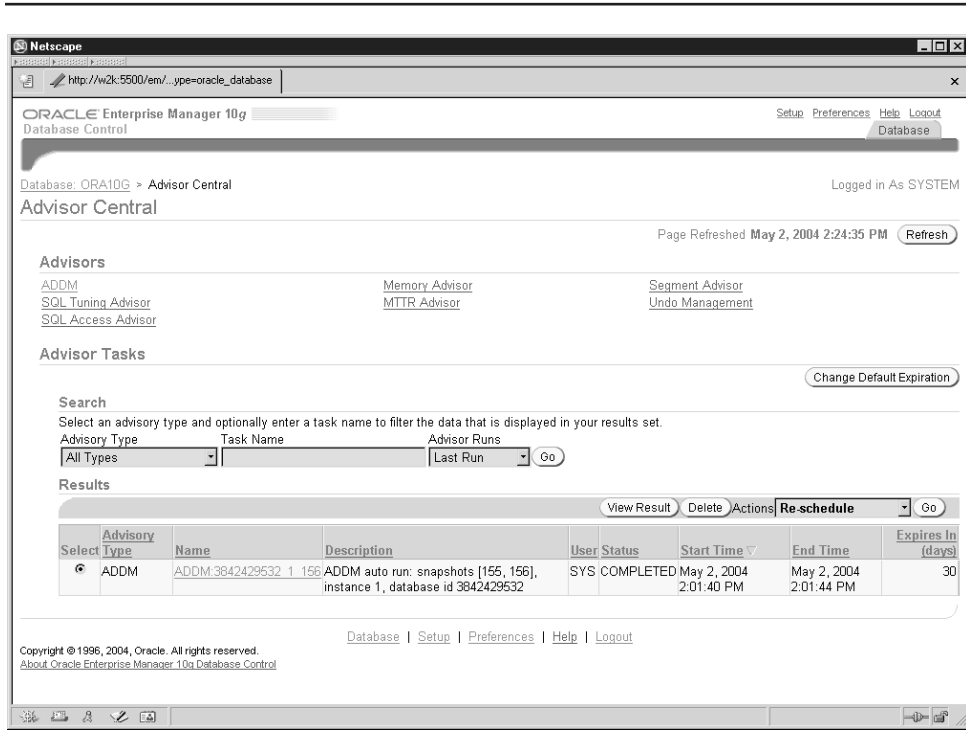 Netscape
http://w2k:5500/em/...ype=oracle_database
ORACLE Enterprise Manager 10g
Database Control
Setup Preferences Help Logout
Database
Database: ORA10G > Advisor Central
Logged in As SYSTEM
Advisor Central
Page Refreshed May 2, 2004 2:24:35 PM Refresh
Advisors
ADDM Memory Advisor Segment Advisor
SQL Tuning Advisor MTTR Advisor Undo Management
SQL Access Advisor
Advisor Tasks
Change Default Expiration
Search
Select an advisory type and optionally enter a task name to filter the data that is displayed in your results set.
Advisory Type Task Name Advisor Runs
All Types Last Run Go
Results
View Result Delete Actions Re-schedule Go
Select Advisory Type Name Description User Status Start Time End Time Expires In (days)
ADDM ADDM:3842429532_1_156 ADDM auto run: snapshots [155, 156], SYS COMPLETED May 2, 2004 May 2, 2004 30
instance 1, database id 3842429532 2:01:40 PM 2:01:44 PM
Database | Setup | Preferences | Help | Logout
Copyright © 1996, 2004, Oracle. All rights reserved.
About Oracle Enterprise Manager 10g Database Control